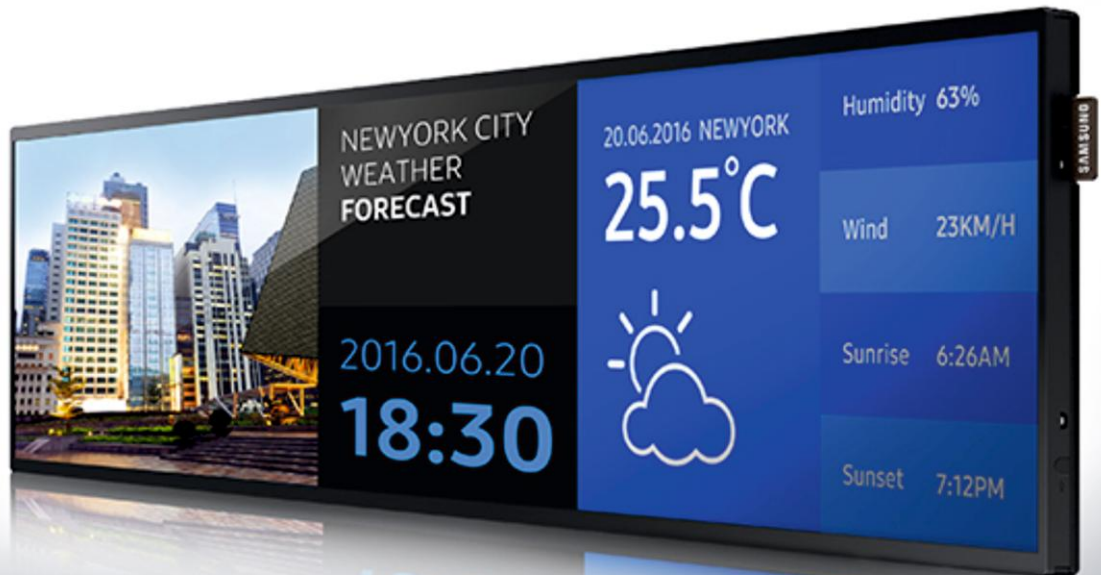 NEWYORK CITY
WEATHER
FORECAST
2016.06.20
18:30
20.06.2016 NEWYORK
25.5°C
Humidity 63%
Wind 23KM/H
Sunrise 6:26AM
Sunset 7:12PM
SAMSUNG